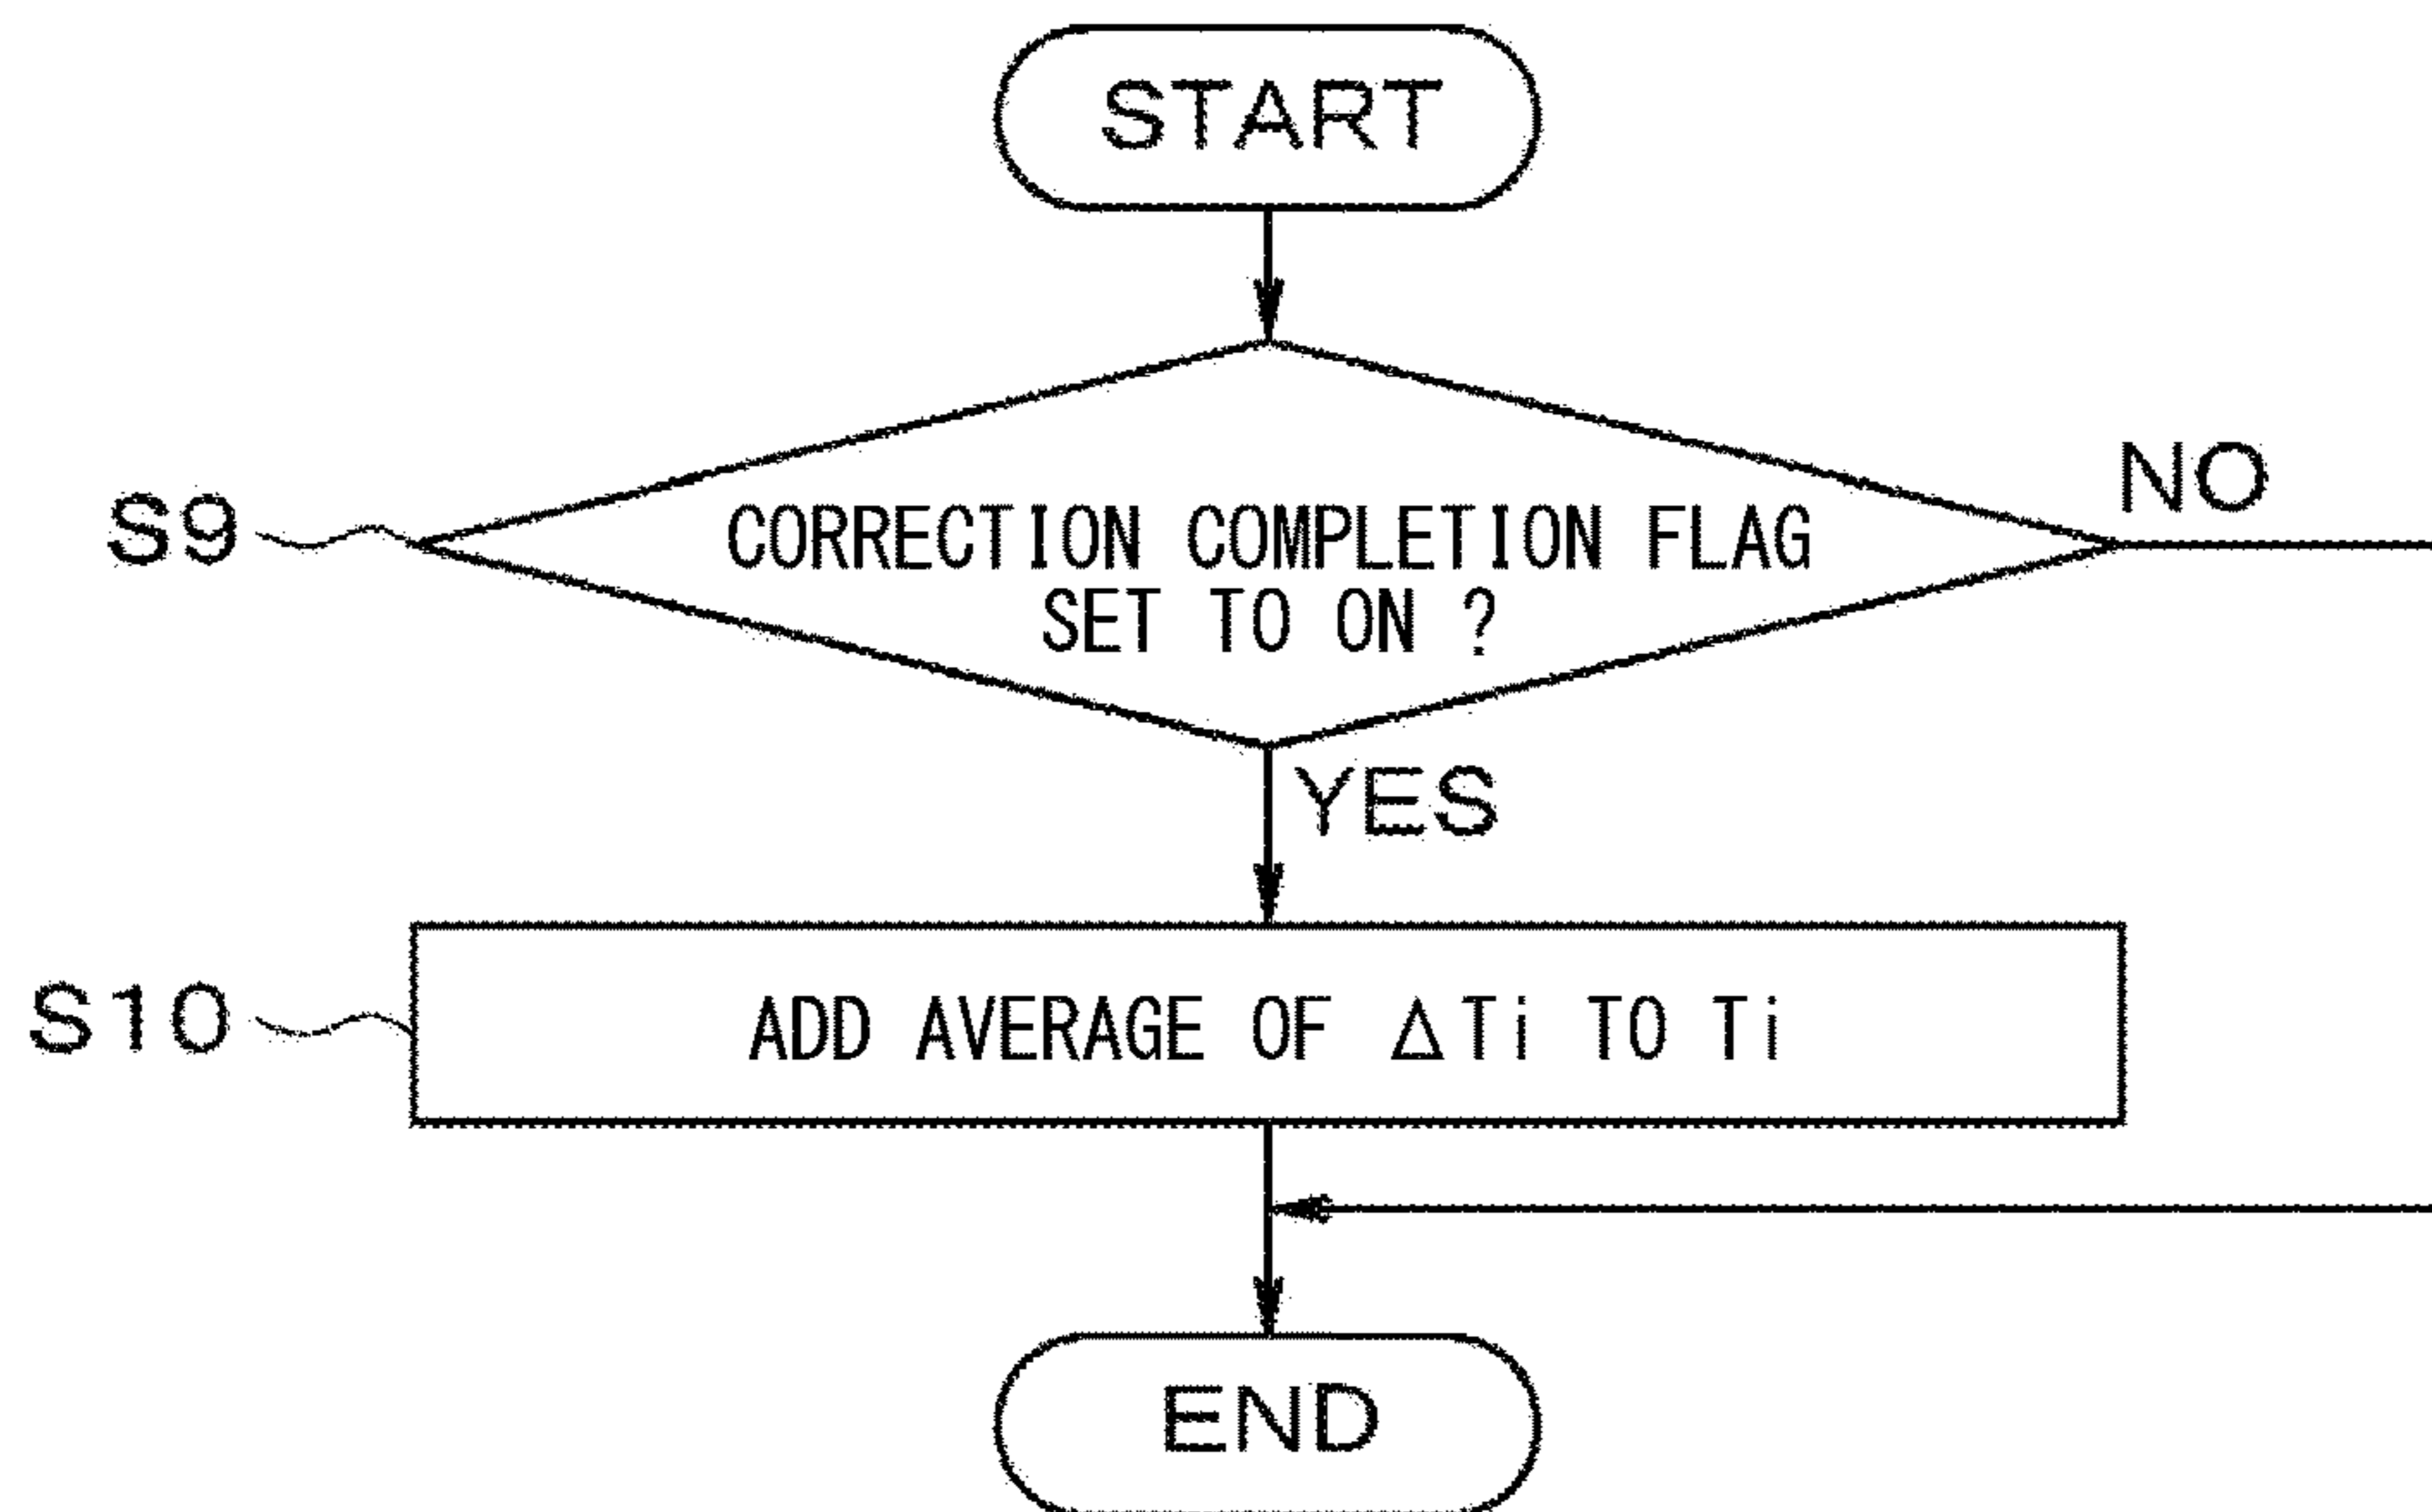 START
S9
CORRECTION COMPLETION FLAG
SET TO ON ?
NO
YES
S10
ADD AVERAGE OF ΔTi TO Ti
END